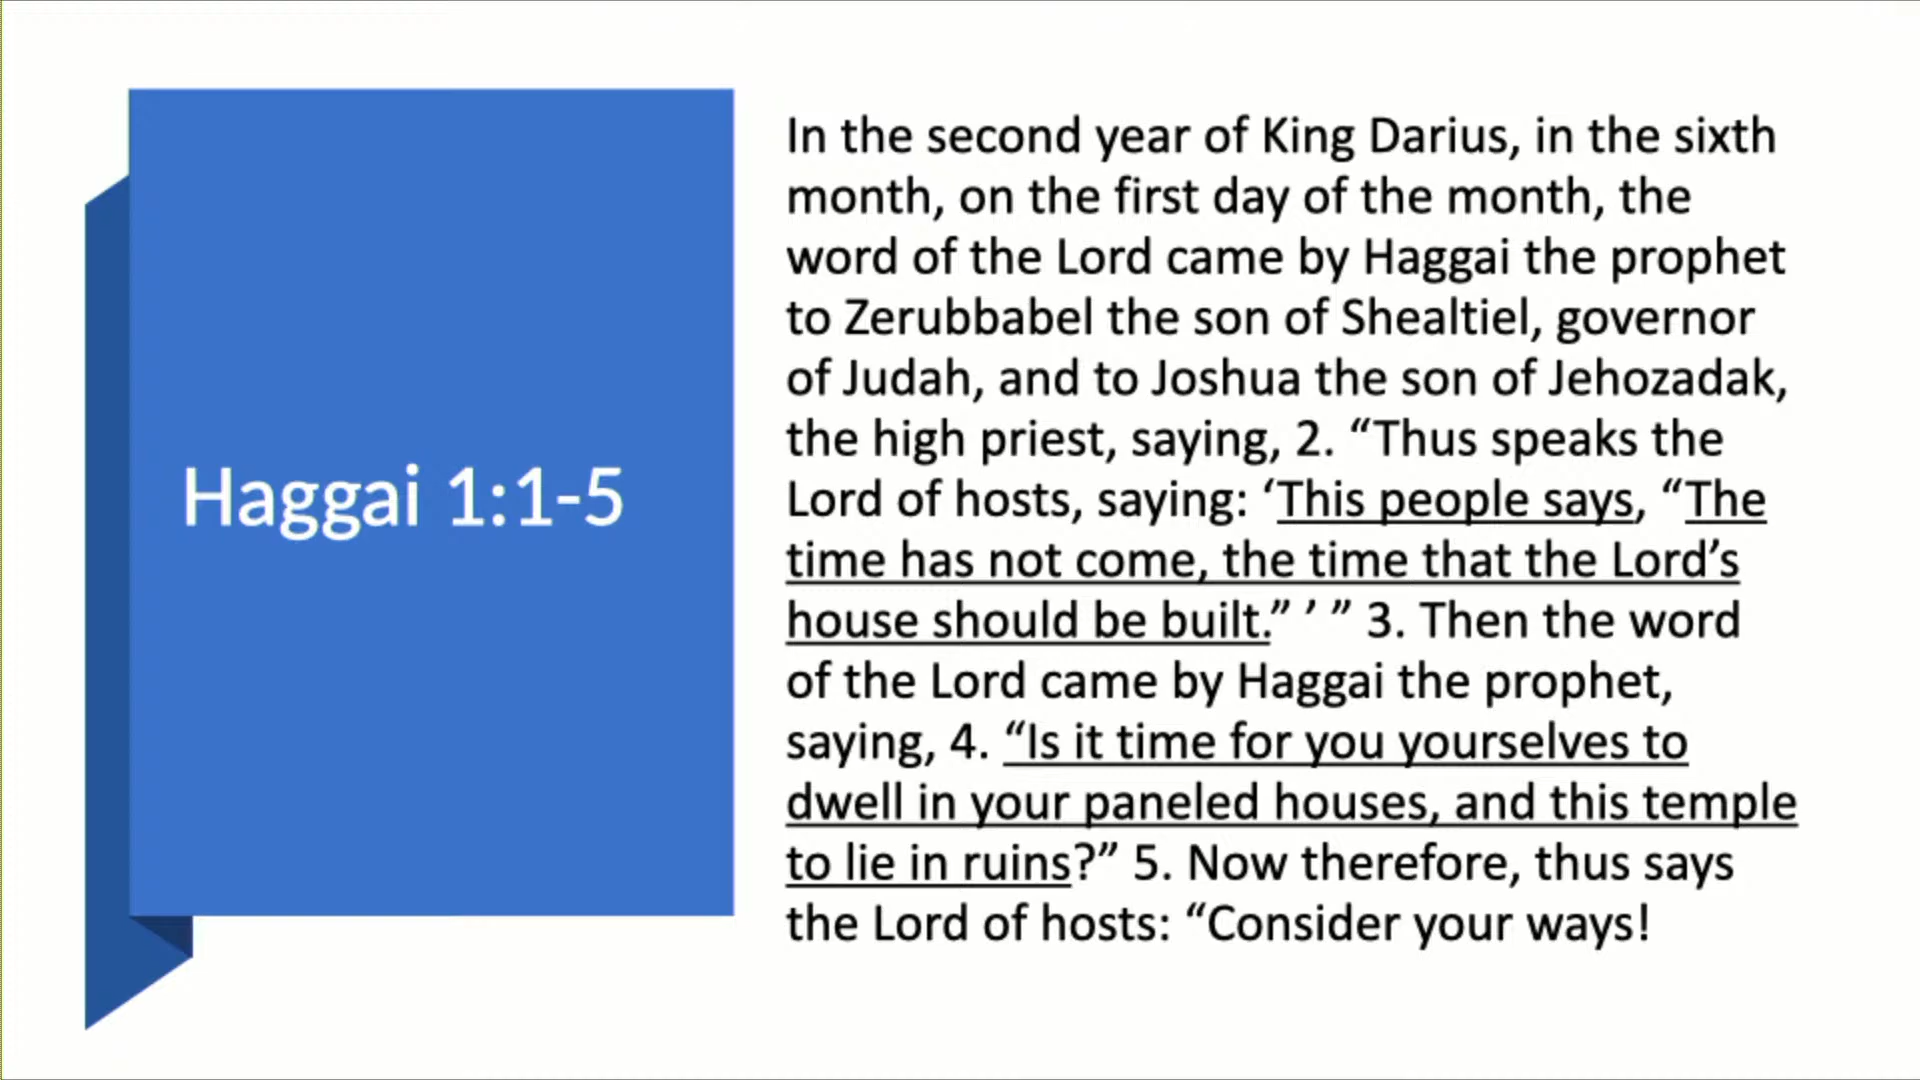 Haggai 1:1-5
In the second year of King Darius, in the sixth
month, on the first day of the month, the
word of the Lord came by Haggai the prophet
to Zerubbabel the son of Shealtiel, governor
of Judah, and to Joshua the son of Jehozadak,
the high priest, saying, 2. “Thus speaks the
Lord of hosts, saying: ‘This people says, “The
time has not come, the time that the Lord’s
house should be built.” ’ ” 3. Then the word
of the Lord came by Haggai the prophet,
saying, 4. “Is it time for you yourselves to
dwell in your paneled houses, and this temple
to lie in ruins?” 5. Now therefore, thus says
the Lord of hosts: “Consider your ways!